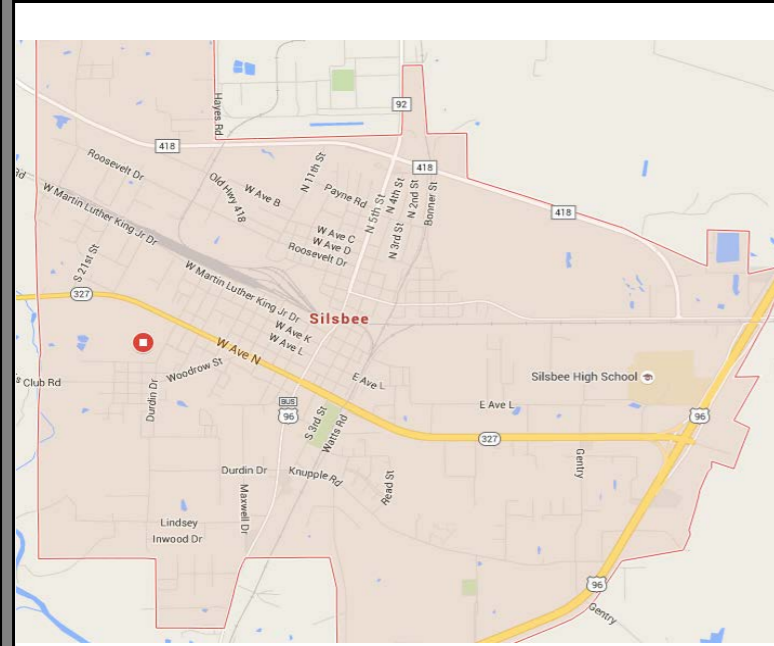 92
Hayes Rd
418
Roosevelt Dr
N 11th St
418
Old Hwy 418
W Ave B
Payne Rd
N 5th St
N 4th St
N 2nd St
Bonner St
418
W Martin Luther King Jr Dr
W Ave C
W Ave D
Roosevelt Dr
N 3rd St
S 21st St
W Martin Luther King Jr Dr
327
Silsbee
W Ave K
W Ave L
W Ave N
Woodrow St
Club Rd
Durdin Dr
E Ave L
Silsbee High School
BUS
96
E Ave L
96
S 3rd St
Watts Rd
327
Gentry
Durdin Dr
Knupple Rd
Read St
Maxwell Dr
Lindsey
Inwood Dr
96
Gentry